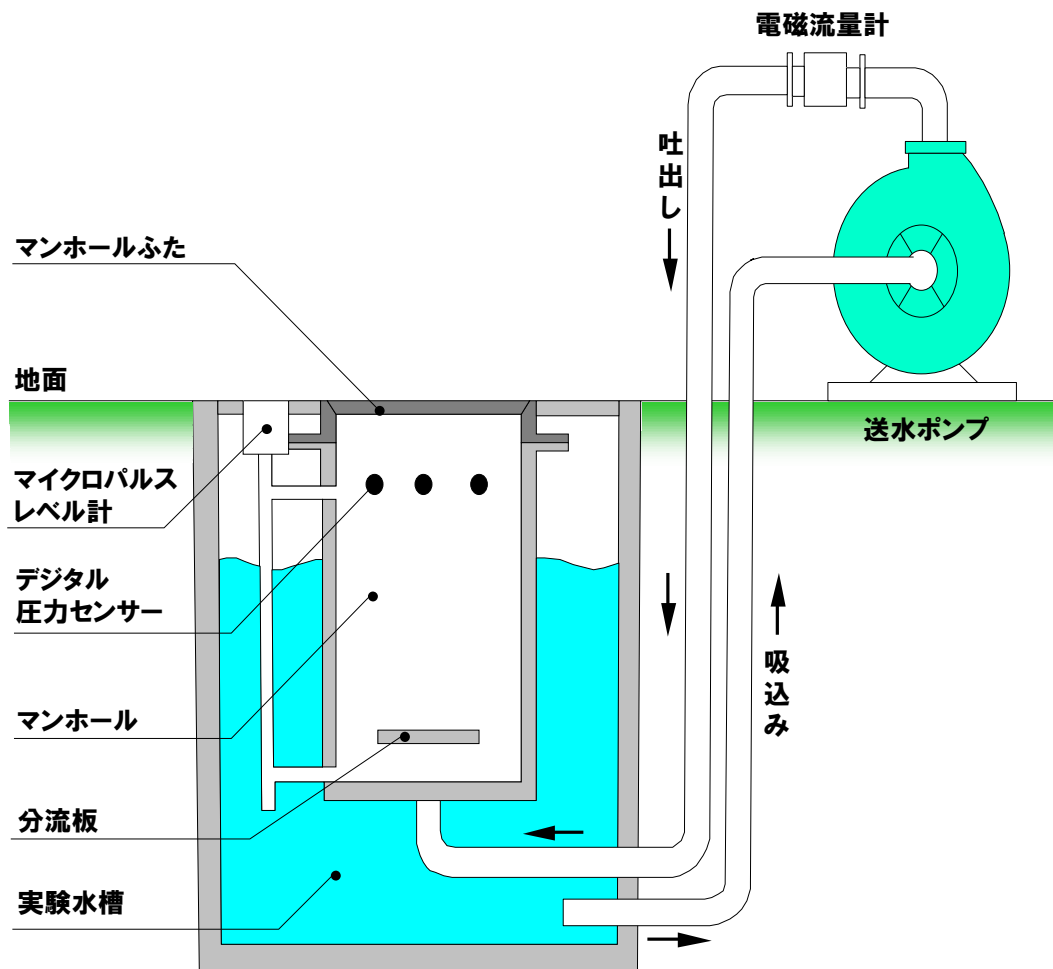 電磁流量計
吐出し
マンホールふた
地面
送水ポンプ
マイクロパルス
レベル計
デジタル
圧力センサー
吸込み
マンホール
分流板
実験水槽